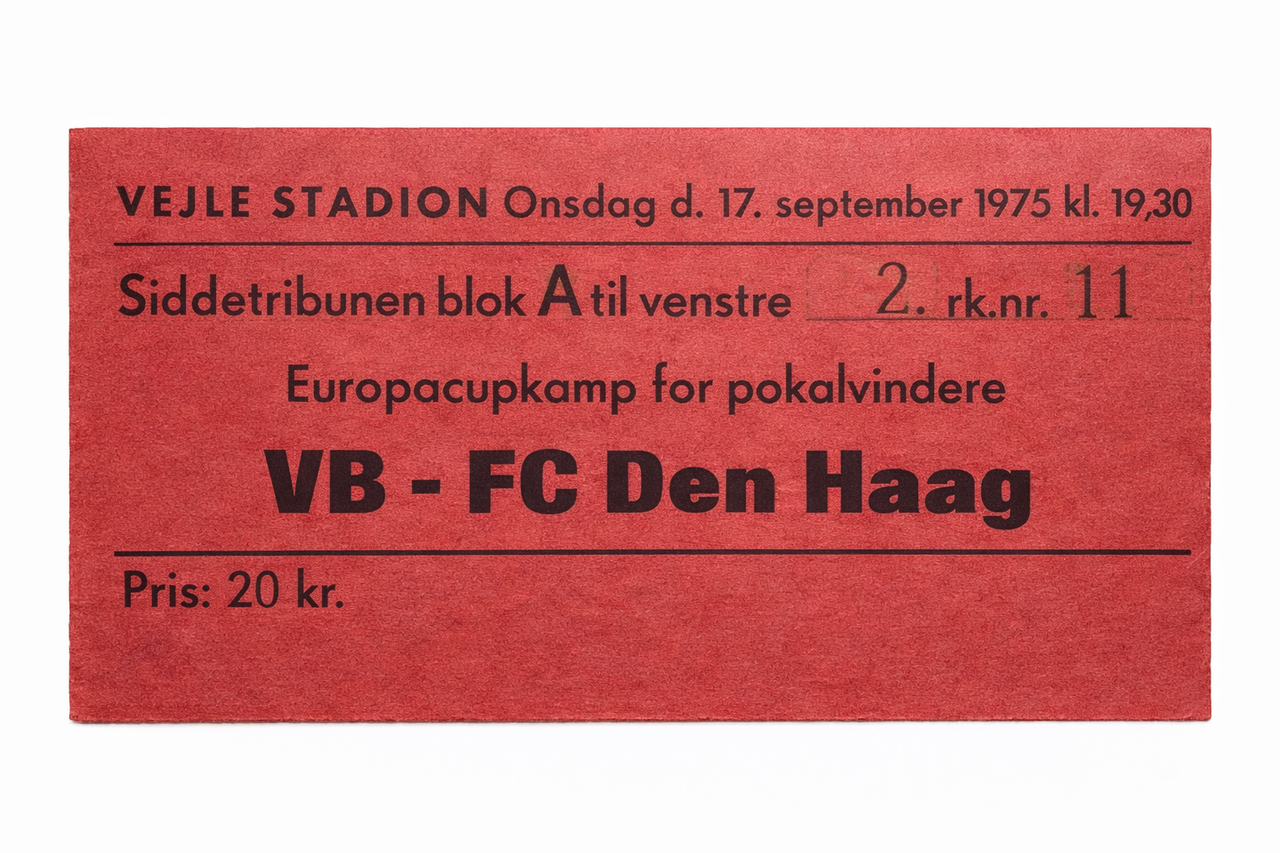 VEJLE STADION Onsdag d. 17. september 1975 kl. 19,30
Siddetribunen blok A til venstre 2. rk.nr. 11
Europacupkamp for pokalvindere
VB - FC Den Haag
Pris: 20 kr.